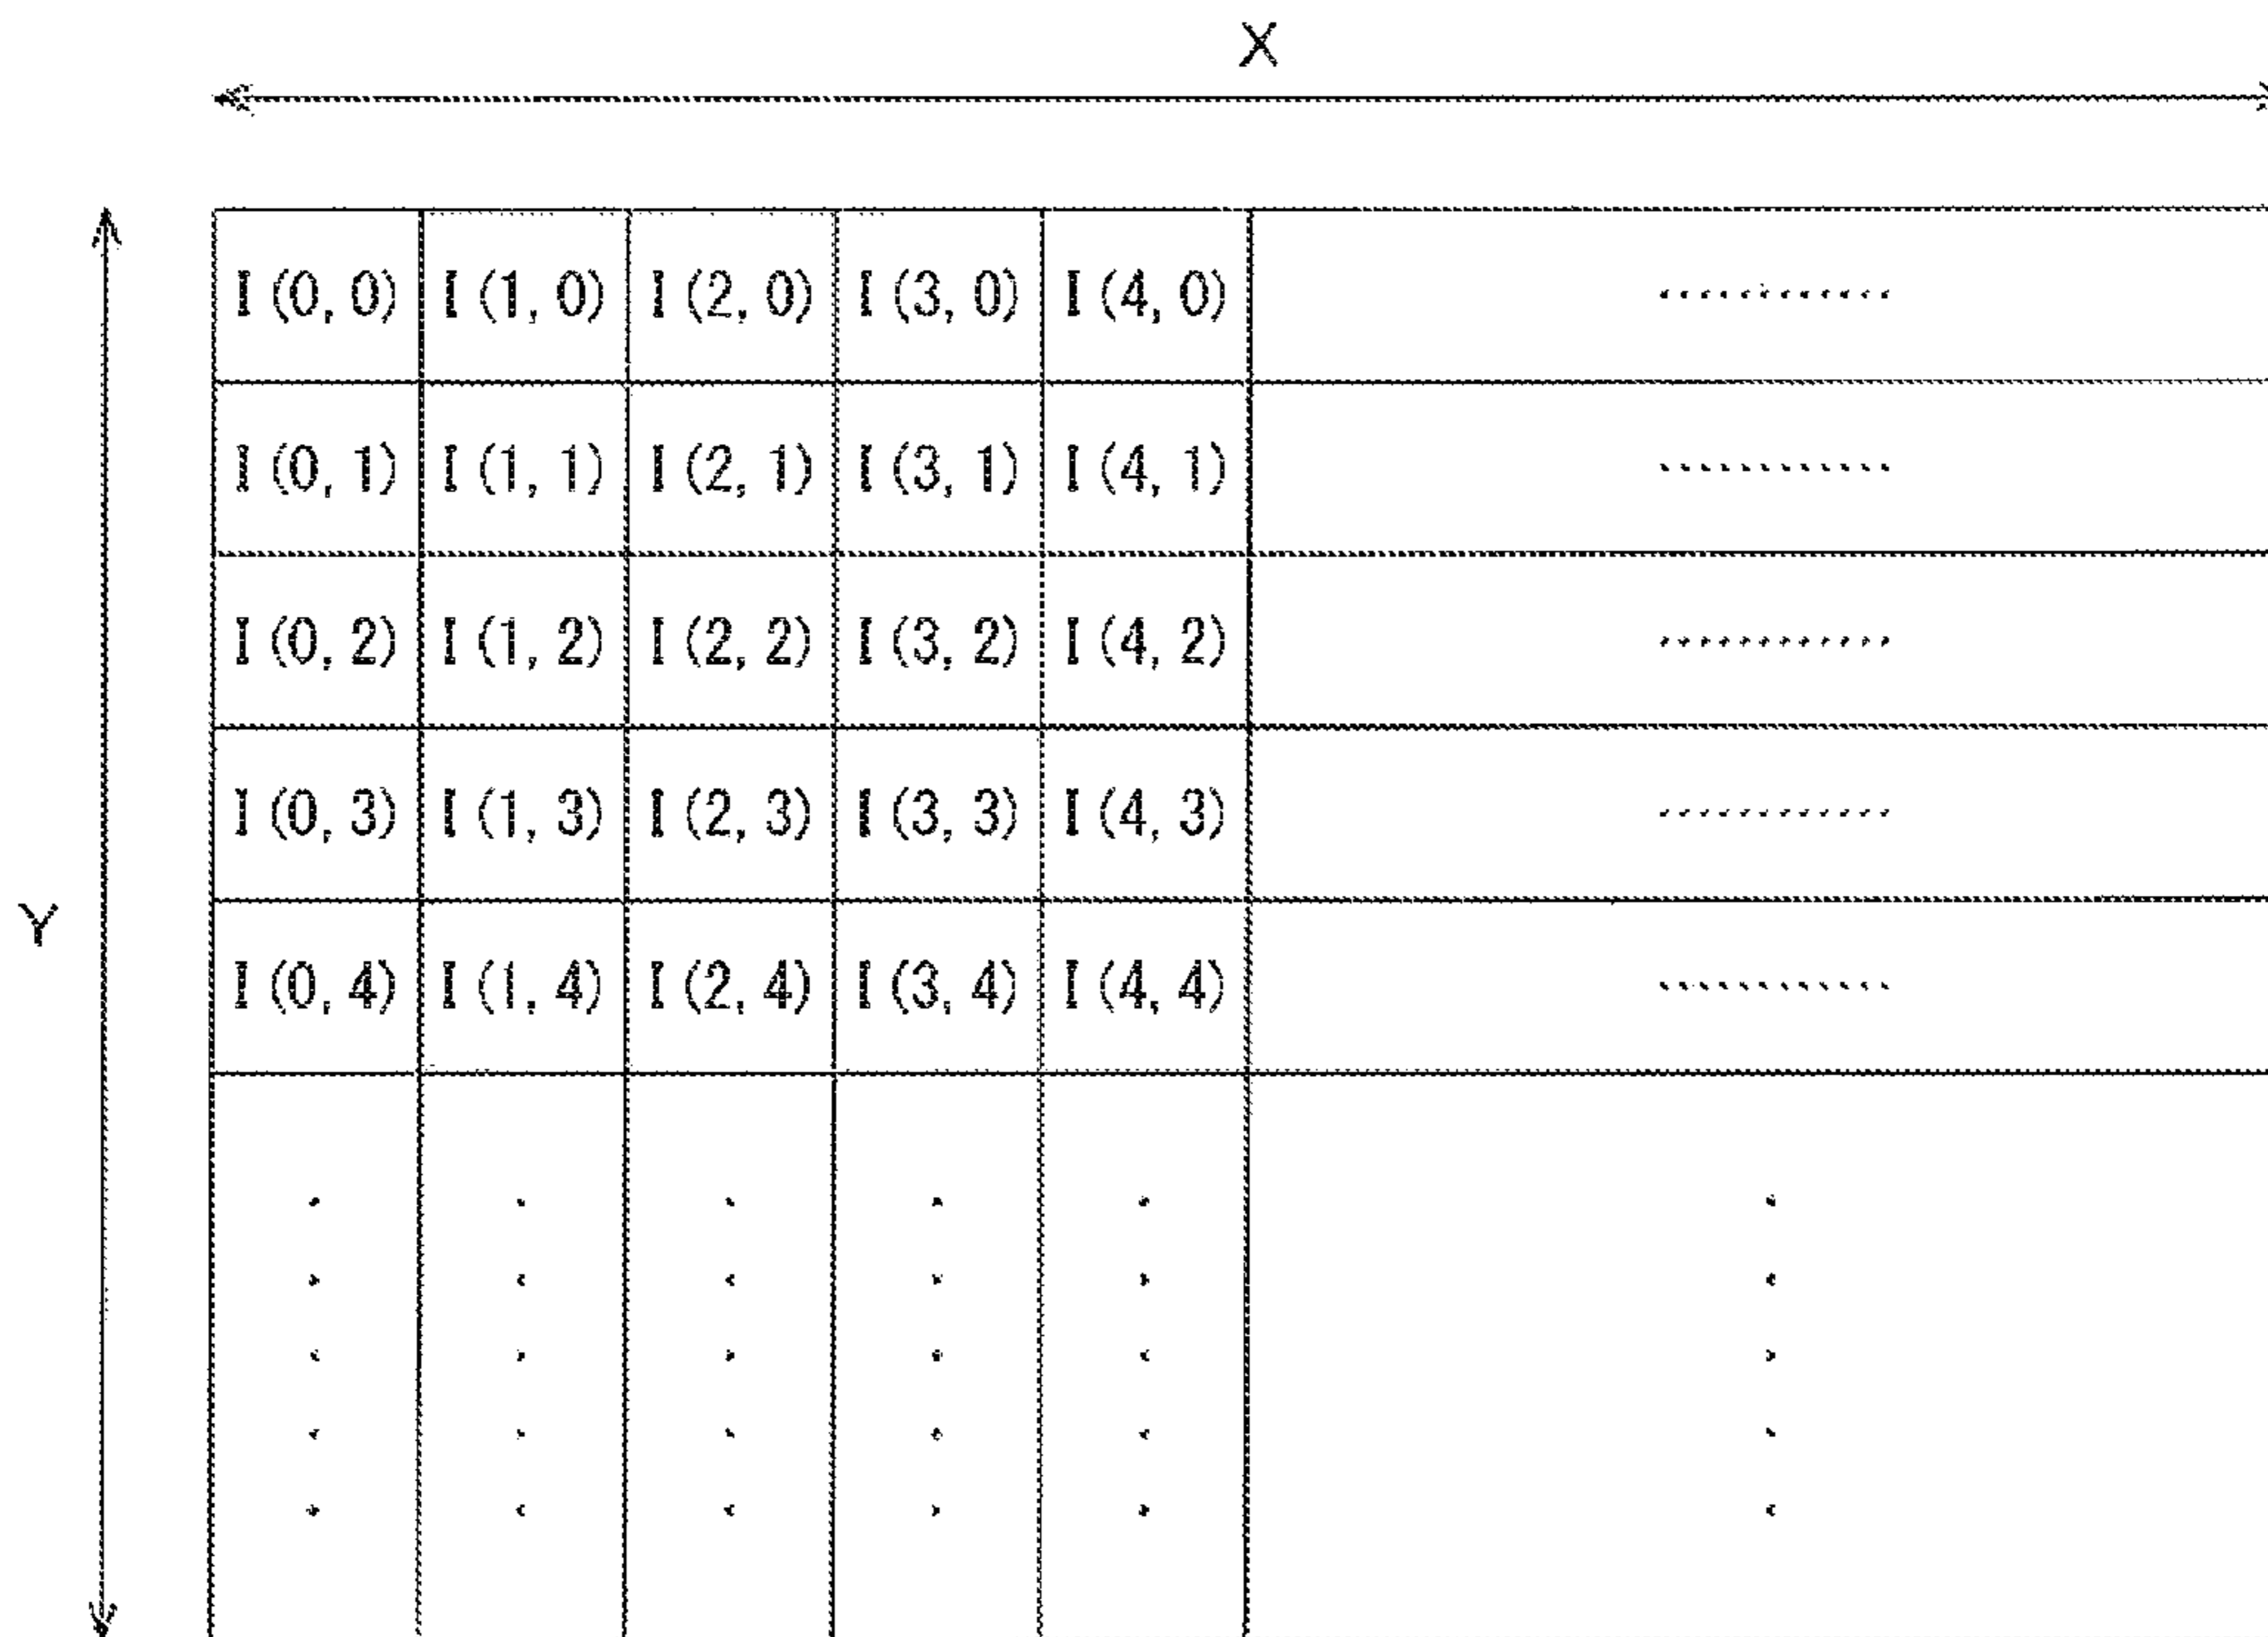 X
I(0, 0) I(1, 0) I(2, 0) I(3, 0) I(4, 0) ............
I(0, 1) I(1, 1) I(2, 1) I(3, 1) I(4, 1) ............
I(0, 2) I(1, 2) I(2, 2) I(3, 2) I(4, 2) ............
I(0, 3) I(1, 3) I(2, 3) I(3, 3) I(4, 3) ............
Y
I(0, 4) I(1, 4) I(2, 4) I(3, 4) I(4, 4) ............